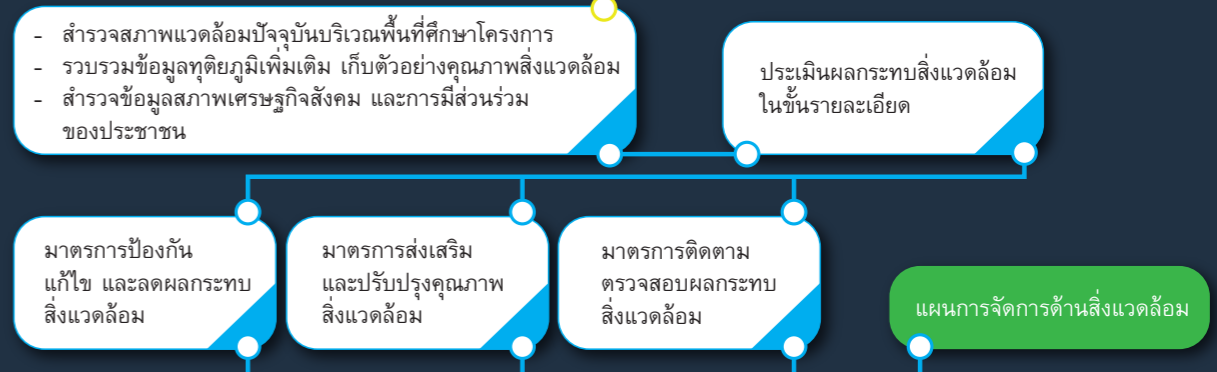 - สำรวจสภาพแวดล้อมปัจจุบันบริเวณพื้นที่ศึกษาโครงการ
- รวบรวมข้อมูลทุติยภูมิเพิ่มเติม เก็บตัวอย่างคุณภาพสิ่งแวดล้อม
- สำรวจข้อมูลสภาพเศรษฐกิจสังคม และการมีส่วนร่วม
ของประชาชน
ประเมินผลกระทบสิ่งแวดล้อม
ในขั้นรายละเอียด
มาตรการป้องกัน
แก้ไข และลดผลกระทบ
สิ่งแวดล้อม
มาตรการส่งเสริม
และปรับปรุงคุณภาพ
สิ่งแวดล้อม
มาตรการติดตาม
ตรวจสอบผลกระทบ
สิ่งแวดล้อม
แผนการจัดการด้านสิ่งแวดล้อม